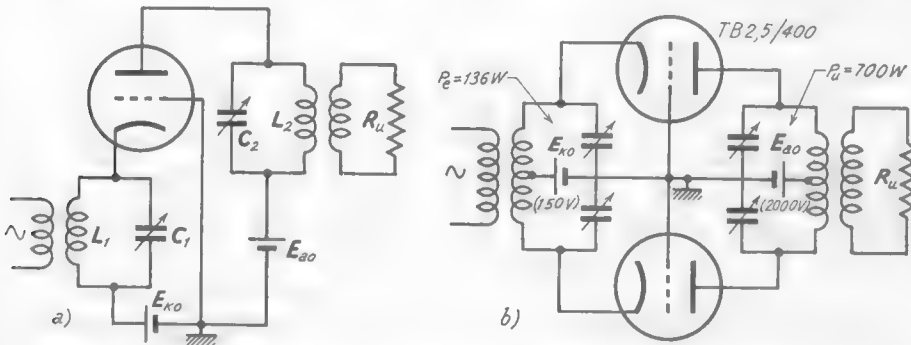 C₂
L₂
Rᵤ
L₁
C₁
Eₐₒ
Eₖₒ
a)
TB2,5/400
Pₑ=136W
Pᵤ=700W
Eₖₒ
Eₐₒ
(150V)
(2000V)
Rᵤ
b)